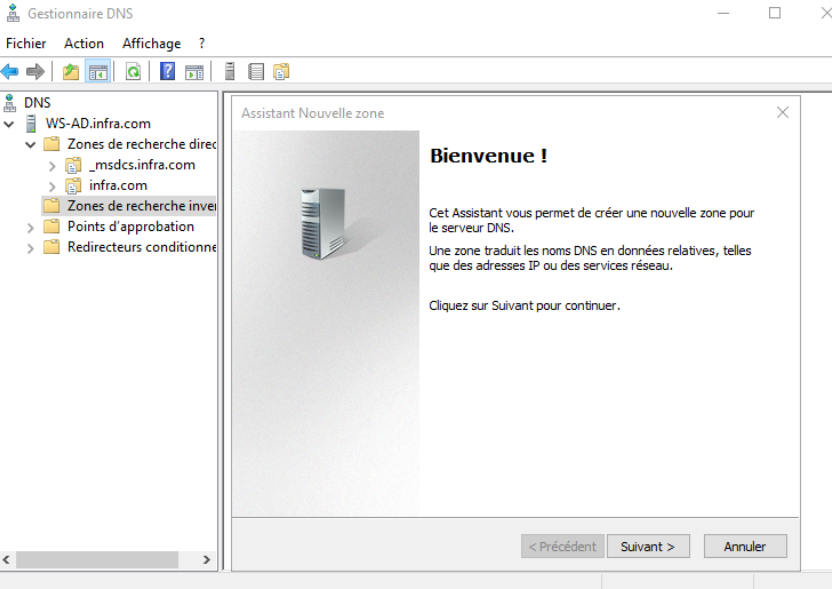 Gestionnaire DNS
Fichier Action Affichage ?
DNS
WS-AD.infra.com
Zones de recherche direc
_msdcs.infra.com
infra.com
Zones de recherche inver
Points d'approbation
Redirecteurs conditionne
Assistant Nouvelle zone
Bienvenue !
Cet Assistant vous permet de créer une nouvelle zone pour
le serveur DNS.
Une zone traduit les noms DNS en données relatives, telles
que des adresses IP ou des services réseau.
Cliquez sur Suivant pour continuer.
< Précédent Suivant > Annuler